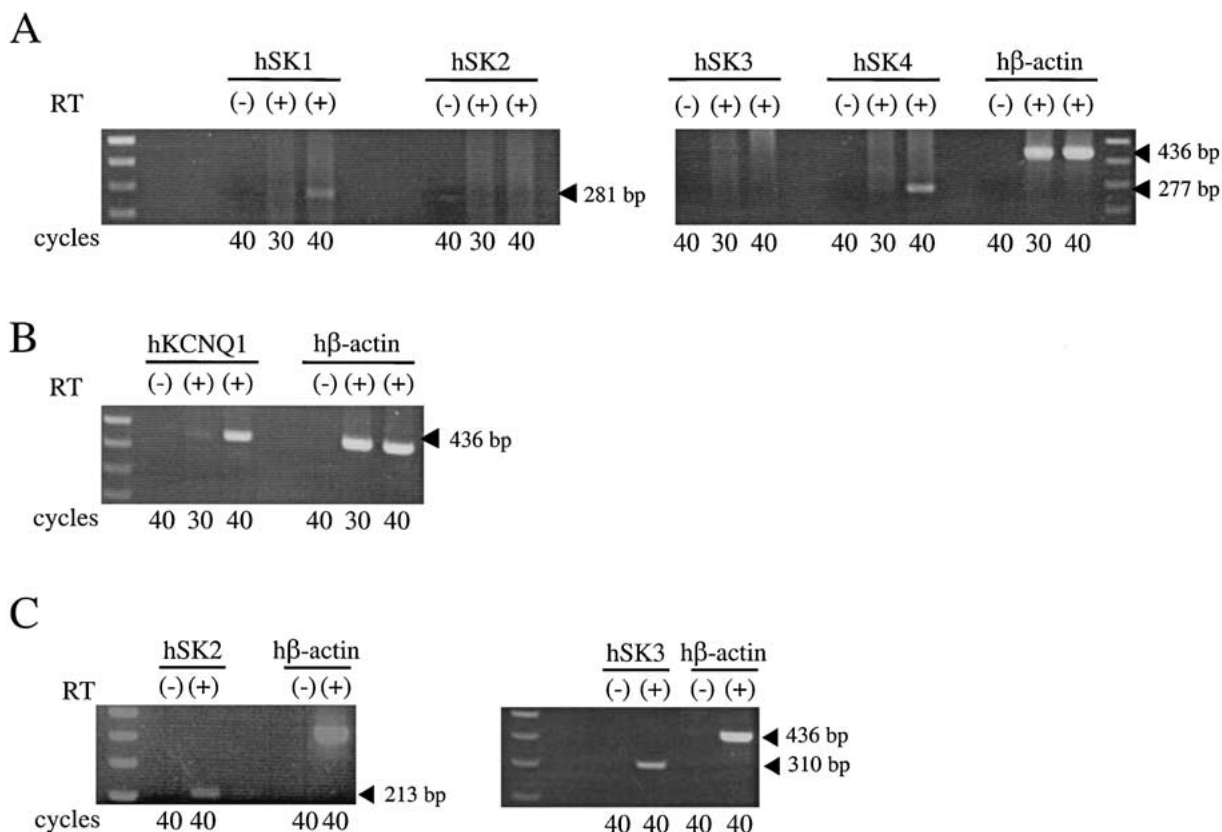 A
hSK1 hSK2 hSK3 hSK4 hβ-actin
RT (-) (+) (+) (-) (+) (+) (-) (+) (+) (-) (+) (+) (-) (+) (+)
436 bp
281 bp 277 bp
cycles 40 30 40 40 30 40 40 30 40 40 30 40 40 30 40
B
hKCNQ1 hβ-actin
RT (-) (+) (+) (-) (+) (+)
436 bp
cycles 40 30 40 40 30 40
C
hSK2 hβ-actin hSK3 hβ-actin
RT (-) (+) (-) (+) (-) (+) (-) (+)
436 bp
310 bp
213 bp
cycles 40 40 40 40 40 40 40 40